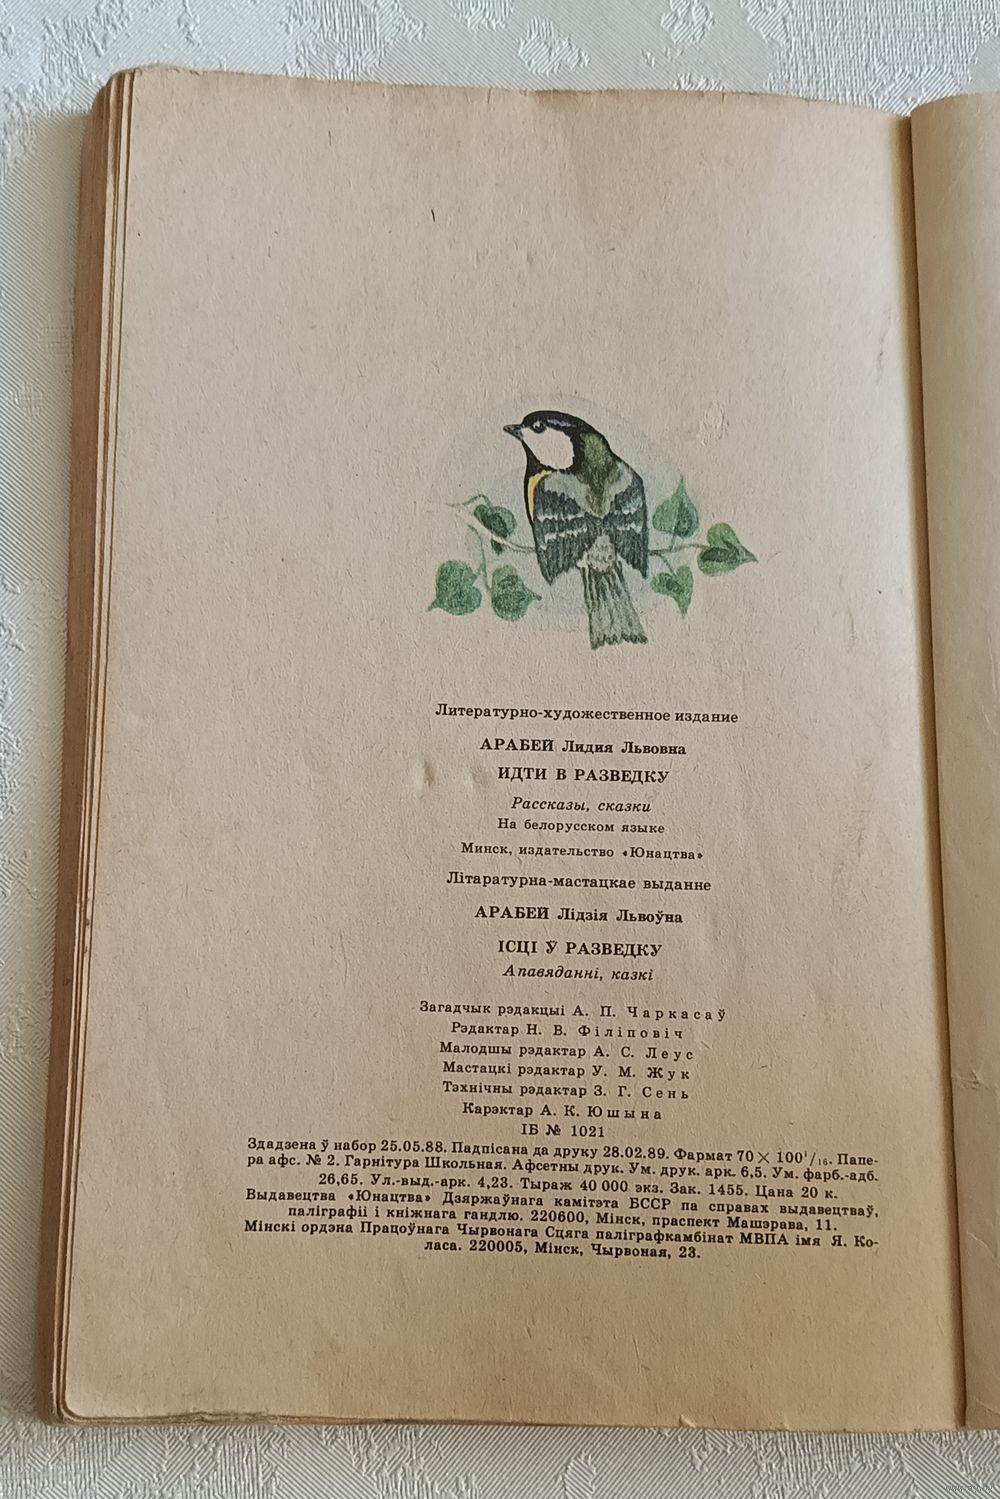 Литературно-художественное издание
АРАБЕЙ Лидия Львовна
ИДТИ В РАЗВЕДКУ
Рассказы, сказки
На белорусском языке
Минск, издательство «Юнацтва»
Літаратурна-мастацкае выданне
АРАБЕЙ Лідзія Львоўна
ІСЦІ Ў РАЗВЕДКУ
Апавяданні, казкі
Загадчык рэдакцыі А. П. Чаркасаў
Рэдактар Н. В. Філіповіч
Малодшы рэдактар А. С. Леус
Мастацкі рэдактар У. М. Жук
Тэхнічны рэдактар З. Г. Сень
Карэктар А. К. Юшына
ІБ № 1021
Здадзена ў набор 25.05.88. Падпісана да друку 28.02.89. Фармат 70×100¹/₁₆. Папе-
ра афс. № 2. Гарнітура Школьная. Афсетны друк. Ум. друк. арк. 6,5. Ум. фарб.-адб.
26,65. Ул.-выд.-арк. 4,23. Тыраж 40 000 экз. Зак. 1455. Цана 20 к.
Выдавецтва «Юнацтва» Дзяржаўнага камітэта БССР па справах выдавецтваў,
паліграфіі і кніжнага гандлю. 220600, Мінск, праспект Машэрава, 11.
Мінскі ордэна Працоўнага Чырвонага Сцяга паліграфкамбінат МВПА імя Я. Ко-
ласа. 220005, Мінск, Чырвоная, 23.